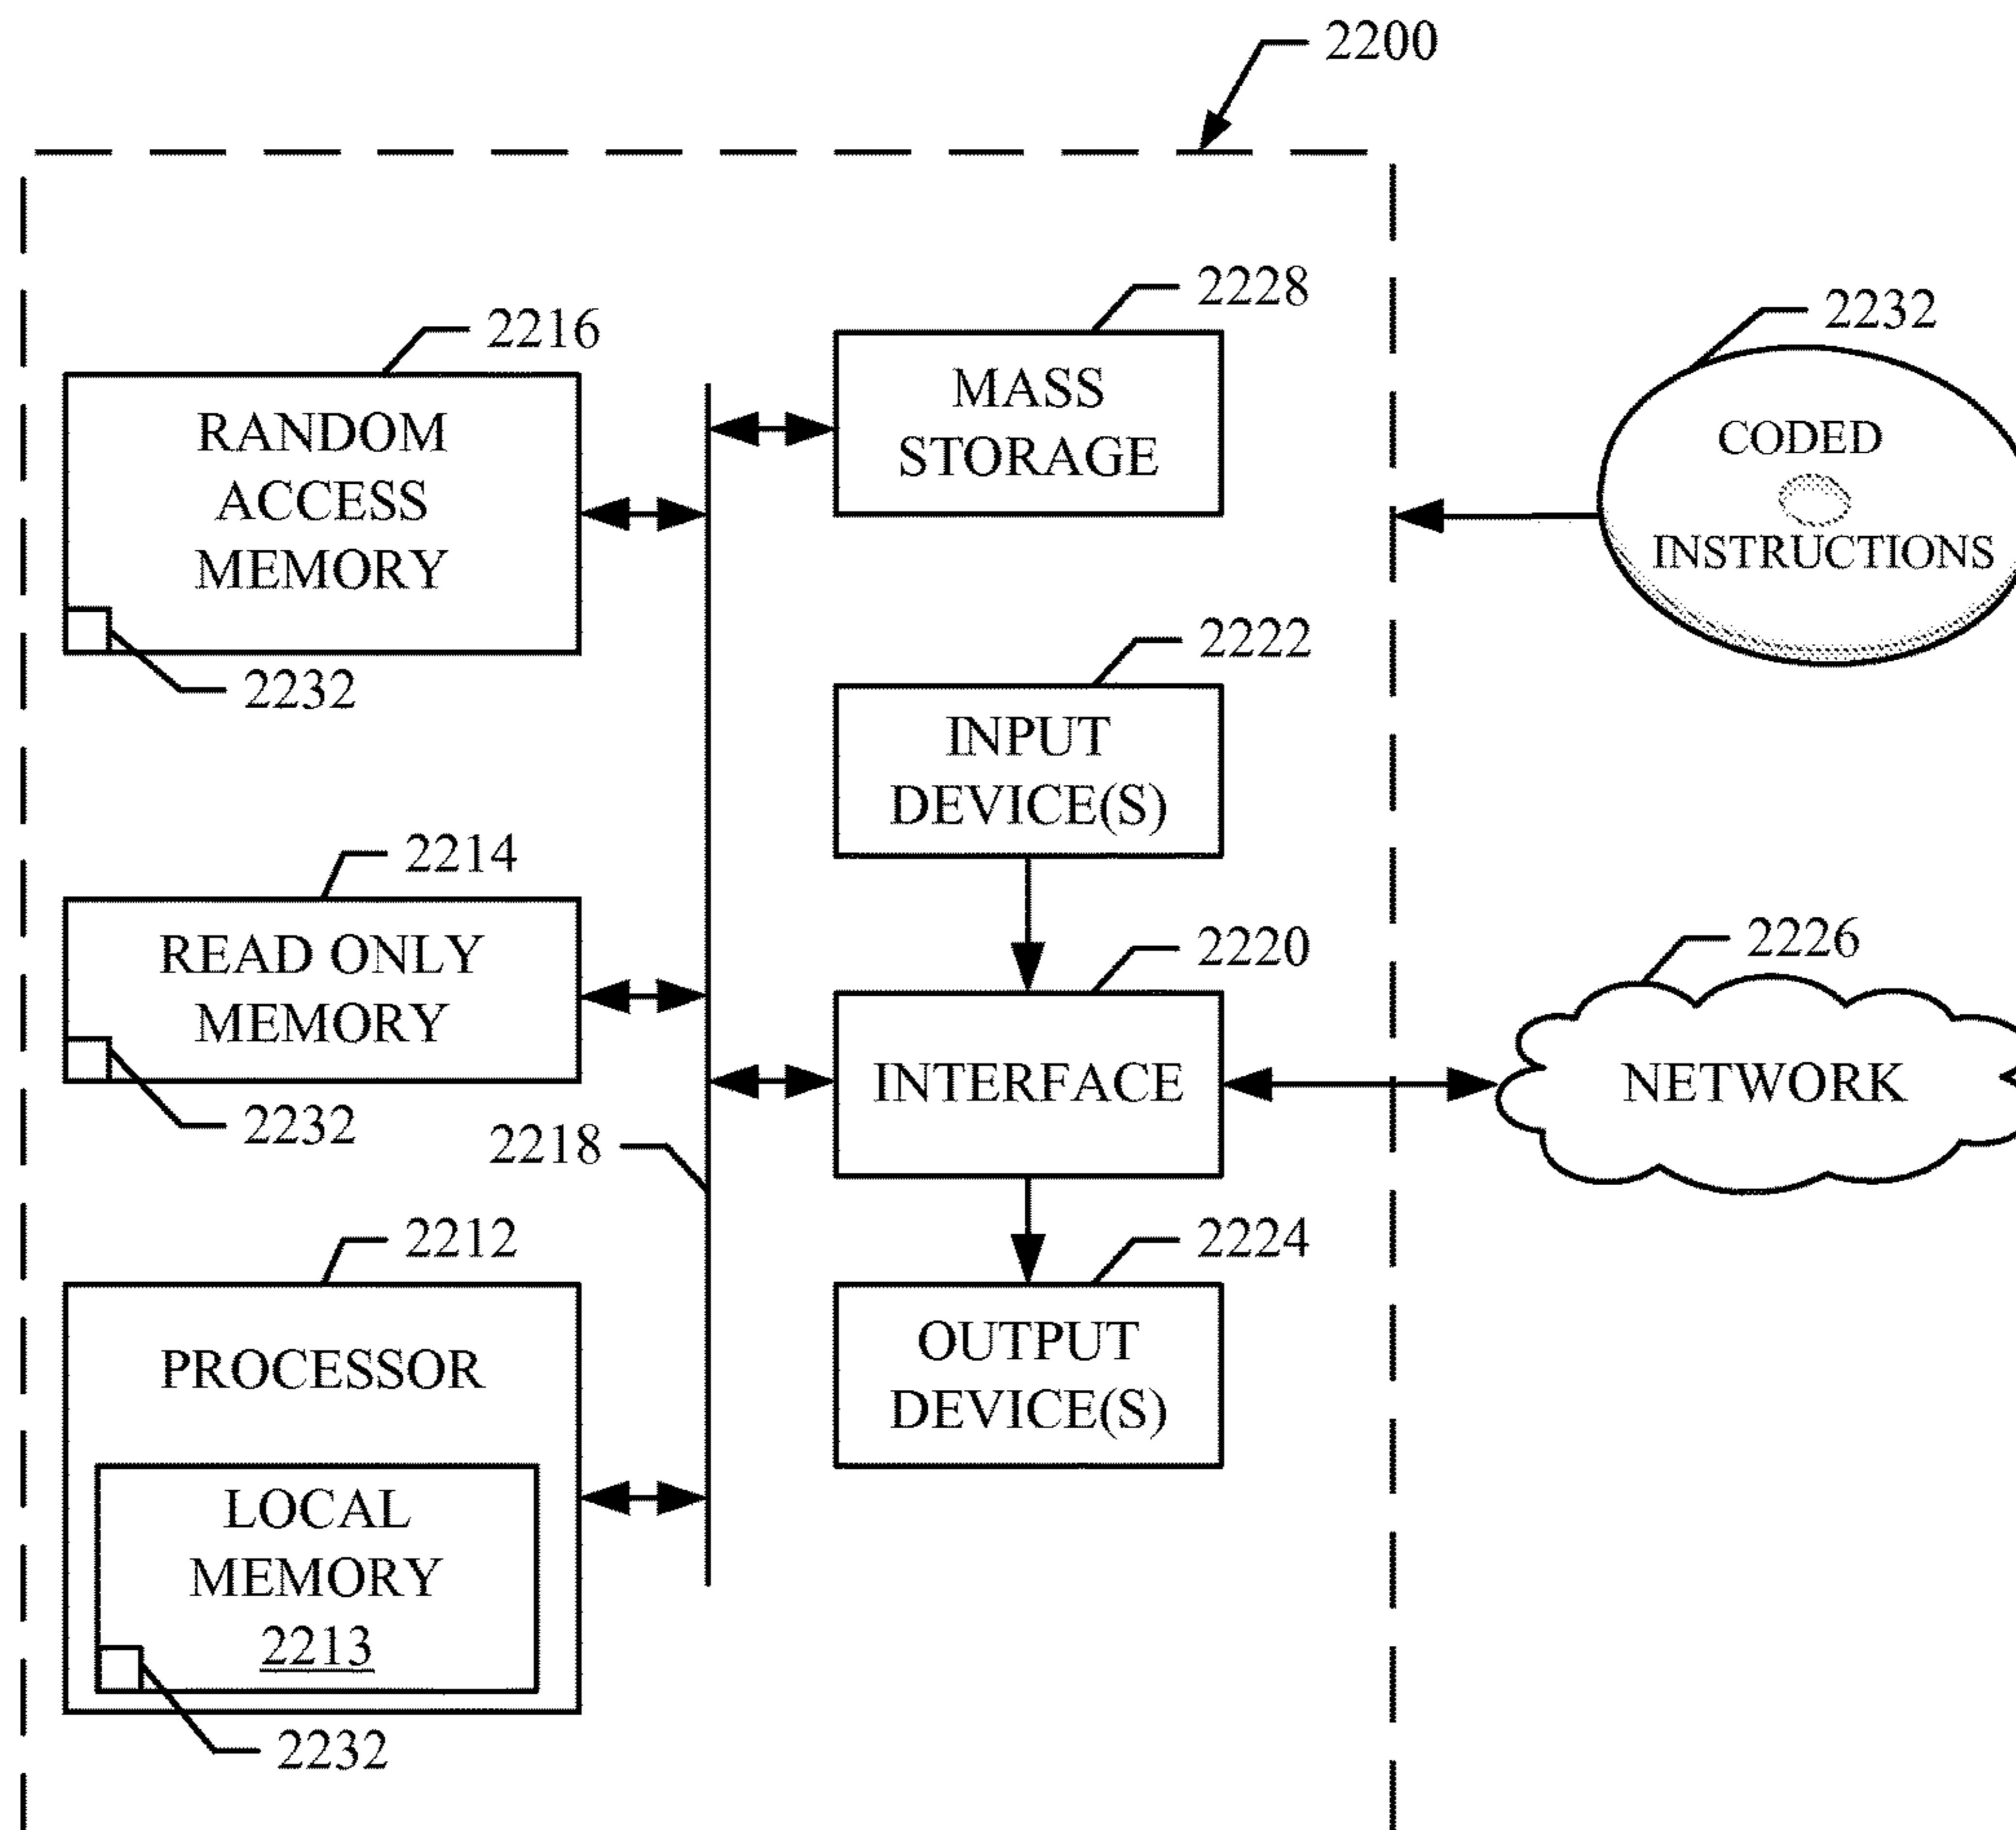 2200
2228
MASS
STORAGE
2216
RANDOM
ACCESS
MEMORY
2232
2232
CODED
INSTRUCTIONS
2222
INPUT
DEVICE(S)
2214
READ ONLY
MEMORY
2232
2220
INTERFACE
2226
NETWORK
2218
2212
PROCESSOR
LOCAL
MEMORY
2213
2232
2224
OUTPUT
DEVICE(S)